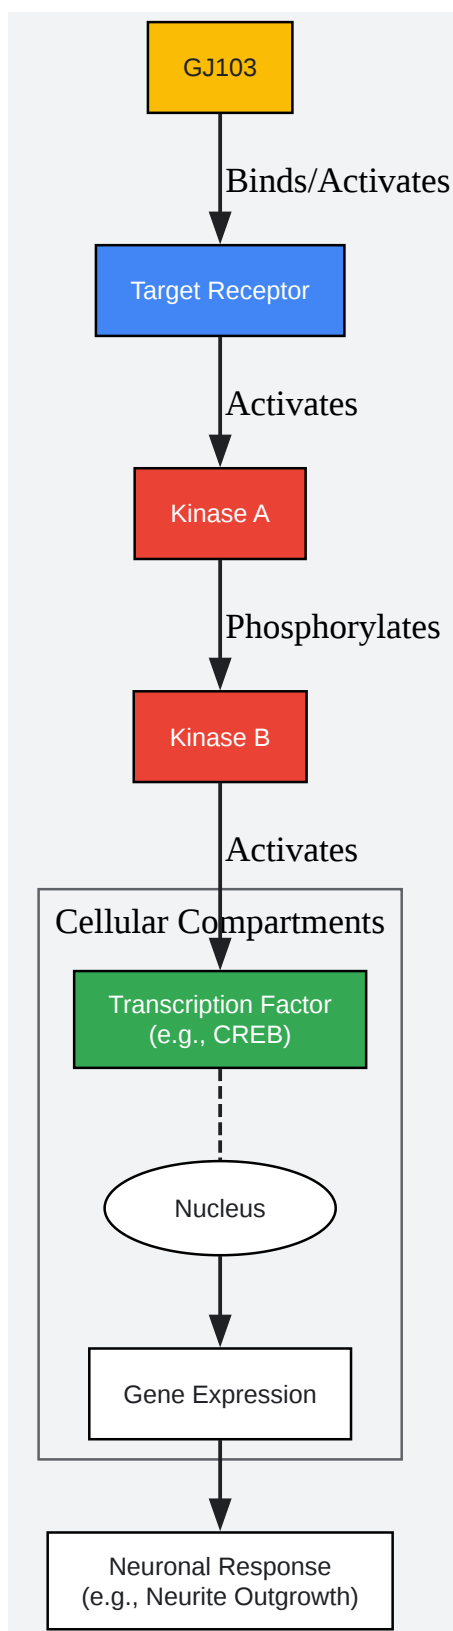 GJ103
Binds/Activates
Target Receptor
Activates
Kinase A
Phosphorylates
Kinase B
Activates
Cellular Compartments
Transcription Factor
(e.g., CREB)
Nucleus
Gene Expression
Neuronal Response
(e.g., Neurite Outgrowth)